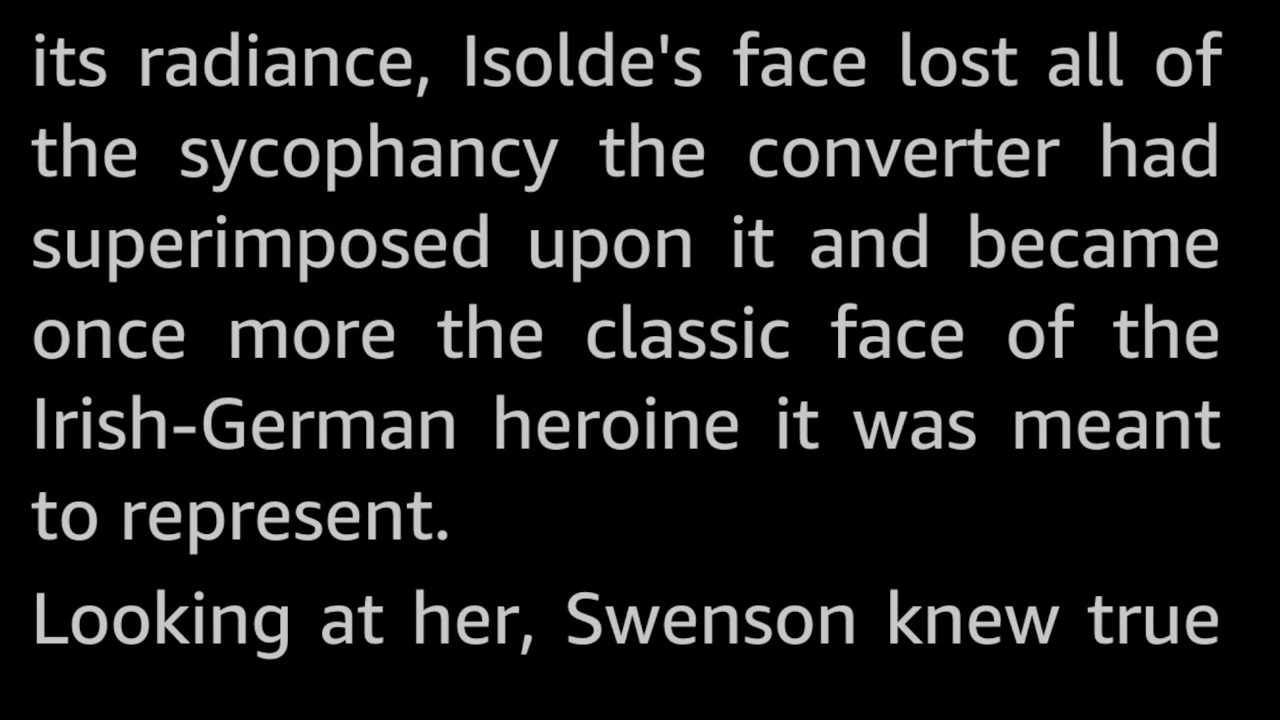 its radiance, Isolde's face lost all of
the sycophancy the converter had
superimposed upon it and became
once more the classic face of the
Irish-German heroine it was meant
to represent.
Looking at her, Swenson knew true